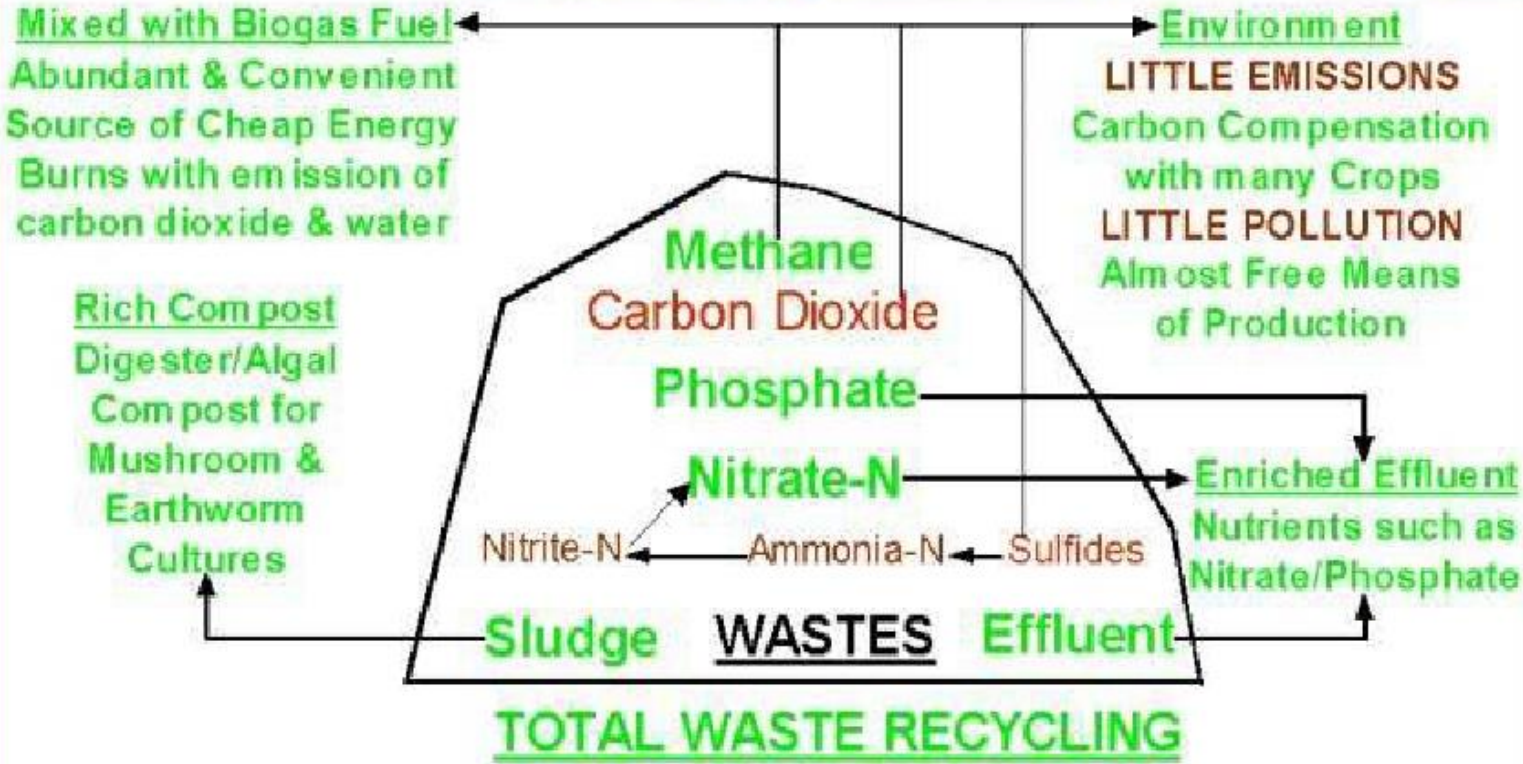 Mixed with Biogas Fuel
Abundant & Convenient
Source of Cheap Energy
Burns with emission of
carbon dioxide & water
Environment
LITTLE EMISSIONS
Carbon Compensation
with many Crops
LITTLE POLLUTION
Almost Free Means
of Production
Rich Compost
Digester/Algal
Compost for
Mushroom &
Earthworm
Cultures
Methane
Carbon Dioxide
Phosphate
Nitrate-N
Nitrite-N Ammonia-N Sulfides
Sludge WASTES Effluent
Enriched Effluent
Nutrients such as
Nitrate/Phosphate
TOTAL WASTE RECYCLING